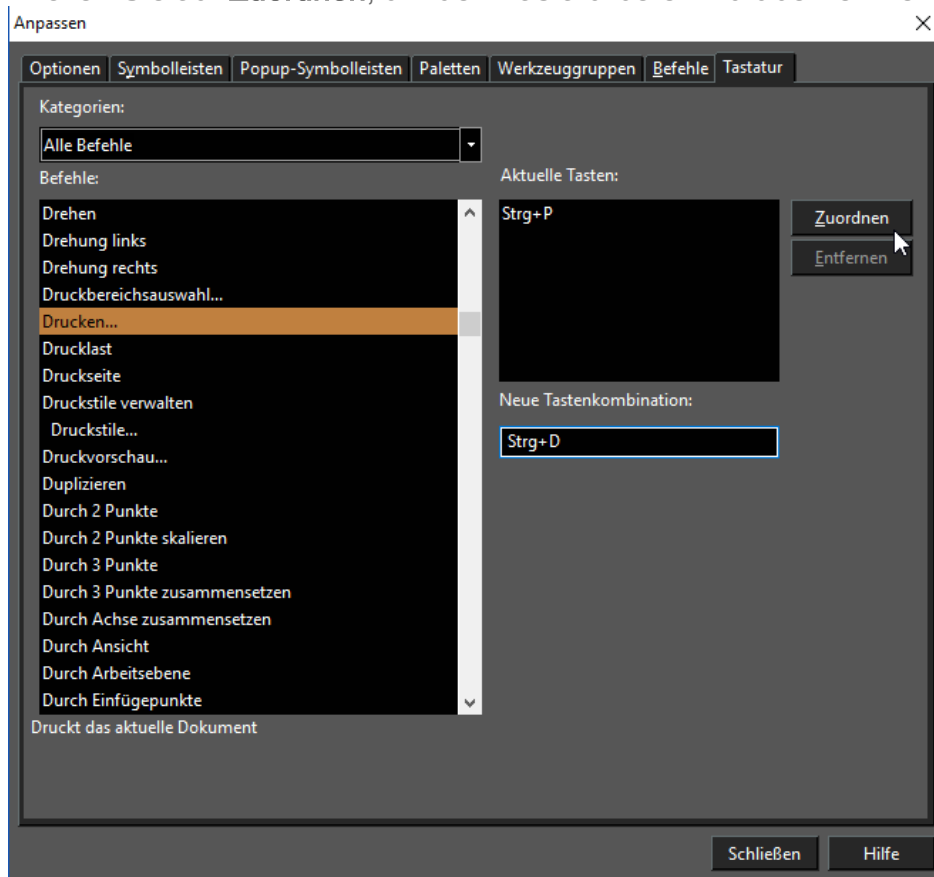 Zuordnen,
Anpassen
Optionen Symbolleisten Popup-Symbolleisten Paletten Werkzeuggruppen Befehle Tastatur
Kategorien:
Alle Befehle
Befehle:
Aktuelle Tasten:
Drehen
Drehung links
Drehung rechts
Druckbereichsauswahl...
Drucken...
Drucklast
Druckseite
Druckstile verwalten
Druckstile...
Druckvorschau...
Duplizieren
Durch 2 Punkte
Durch 2 Punkte skalieren
Durch 3 Punkte
Durch 3 Punkte zusammensetzen
Durch Achse zusammensetzen
Durch Ansicht
Durch Arbeitsebene
Durch Einfügepunkte
Strg+P
Zuordnen
Entfernen
Neue Tastenkombination:
Strg+D
Druckt das aktuelle Dokument
Schließen
Hilfe